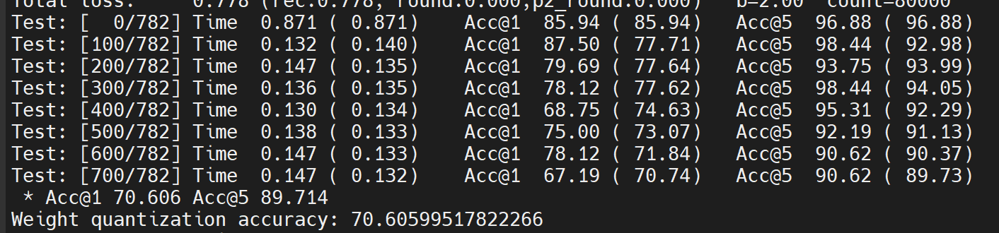 Total loss:     0.778 (rec:0.778, round:0.000,p2_round:0.000)   b=2.00  count=80000
Test: [  0/782] Time  0.871 ( 0.871)    Acc@1  85.94 ( 85.94)   Acc@5  96.88 ( 96.88)
Test: [100/782] Time  0.132 ( 0.140)    Acc@1  87.50 ( 77.71)   Acc@5  98.44 ( 92.98)
Test: [200/782] Time  0.147 ( 0.135)    Acc@1  79.69 ( 77.64)   Acc@5  93.75 ( 93.99)
Test: [300/782] Time  0.136 ( 0.135)    Acc@1  78.12 ( 77.62)   Acc@5  98.44 ( 94.05)
Test: [400/782] Time  0.130 ( 0.134)    Acc@1  68.75 ( 74.63)   Acc@5  95.31 ( 92.29)
Test: [500/782] Time  0.138 ( 0.133)    Acc@1  75.00 ( 73.07)   Acc@5  92.19 ( 91.13)
Test: [600/782] Time  0.147 ( 0.133)    Acc@1  78.12 ( 71.84)   Acc@5  90.62 ( 90.37)
Test: [700/782] Time  0.147 ( 0.132)    Acc@1  67.19 ( 70.74)   Acc@5  90.62 ( 89.73)
 * Acc@1 70.606 Acc@5 89.714
Weight quantization accuracy: 70.60599517822266